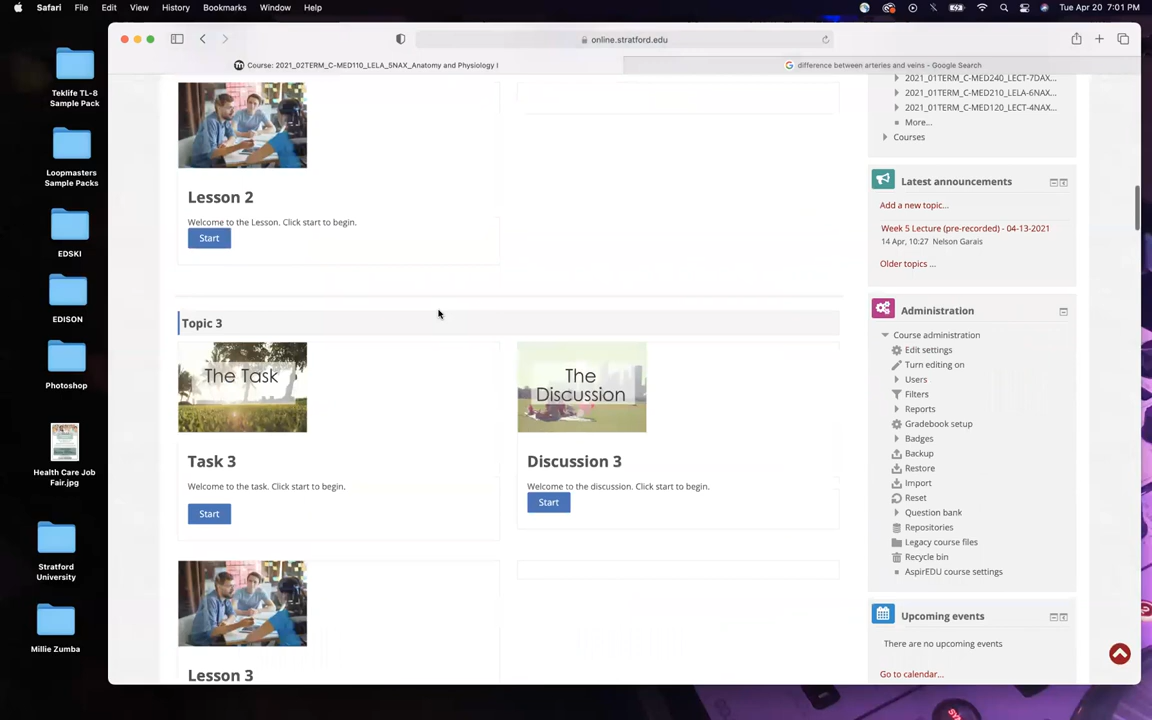 Safari File Edit View History Bookmarks Window Help Tue Apr 20 7:01 PM
online.stratford.edu
Course: 2021_02TERM_C-MED110_LELA_5NAX_Anatomy and Physiology I
difference between arteries and veins - Google Search
Teklife TL-8
Sample Pack
Loopmasters
Sample Packs
EDSKI
EDISON
Photoshop
Health Care Job
Fair.jpg
Stratford
University
Millie Zumba
Lesson 2
Welcome to the Lesson. Click start to begin.
Start
Topic 3
The Task
Task 3
Welcome to the task. Click start to begin.
Start
The
Discussion
Discussion 3
Welcome to the discussion. Click start to begin.
Start
Lesson 3
2021_01TERM_C-MED240_LECT-7DAX...
2021_01TERM_C-MED210_LELA-6NAX...
2021_01TERM_C-MED120_LECT-4NAX...
More...
Courses
Latest announcements
Add a new topic...
Week 5 Lecture (pre-recorded) - 04-13-2021
14 Apr, 10:27 Nelson Garais
Older topics ...
Administration
Course administration
Edit settings
Turn editing on
Users
Filters
Reports
Gradebook setup
Badges
Backup
Restore
Import
Reset
Question bank
Repositories
Legacy course files
Recycle bin
AspirEDU course settings
Upcoming events
There are no upcoming events
Go to calendar...